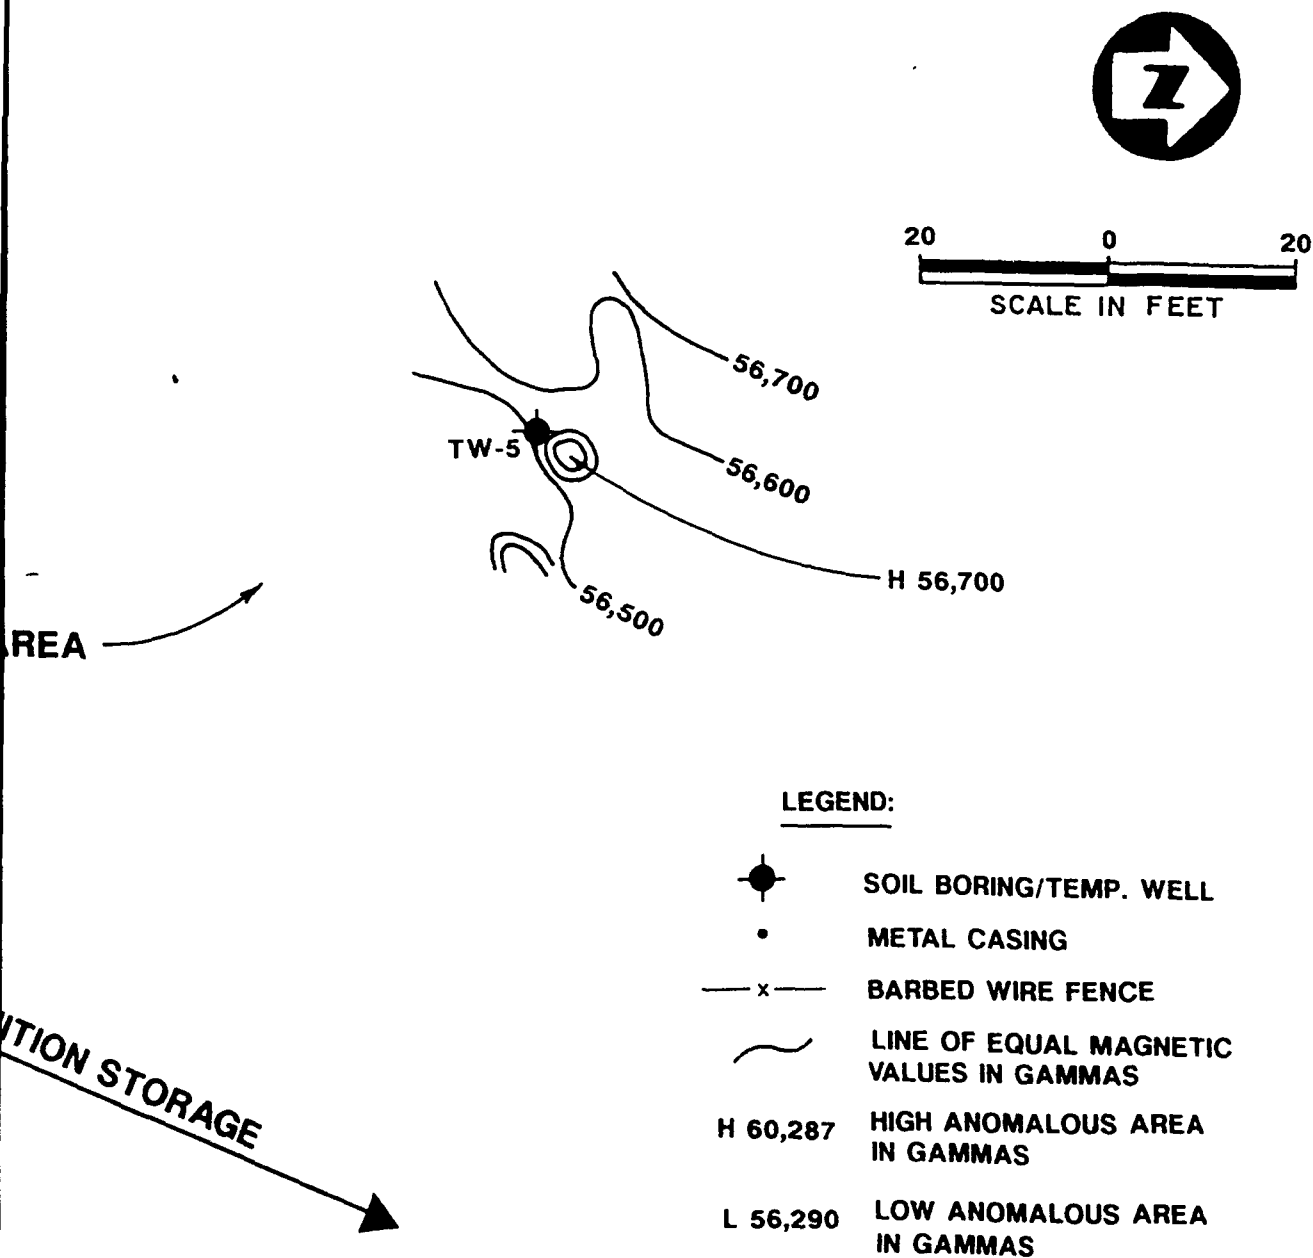 N
20 0 20
SCALE IN FEET
56,700
TW-5
56,600
H 56,700
56,500
AREA
LEGEND:
SOIL BORING/TEMP. WELL
METAL CASING
x
BARBED WIRE FENCE
LINE OF EQUAL MAGNETIC
VALUES IN GAMMAS
STORAGE
H 60,287 HIGH ANOMALOUS AREA
IN GAMMAS
L 56,290 LOW ANOMALOUS AREA
IN GAMMAS